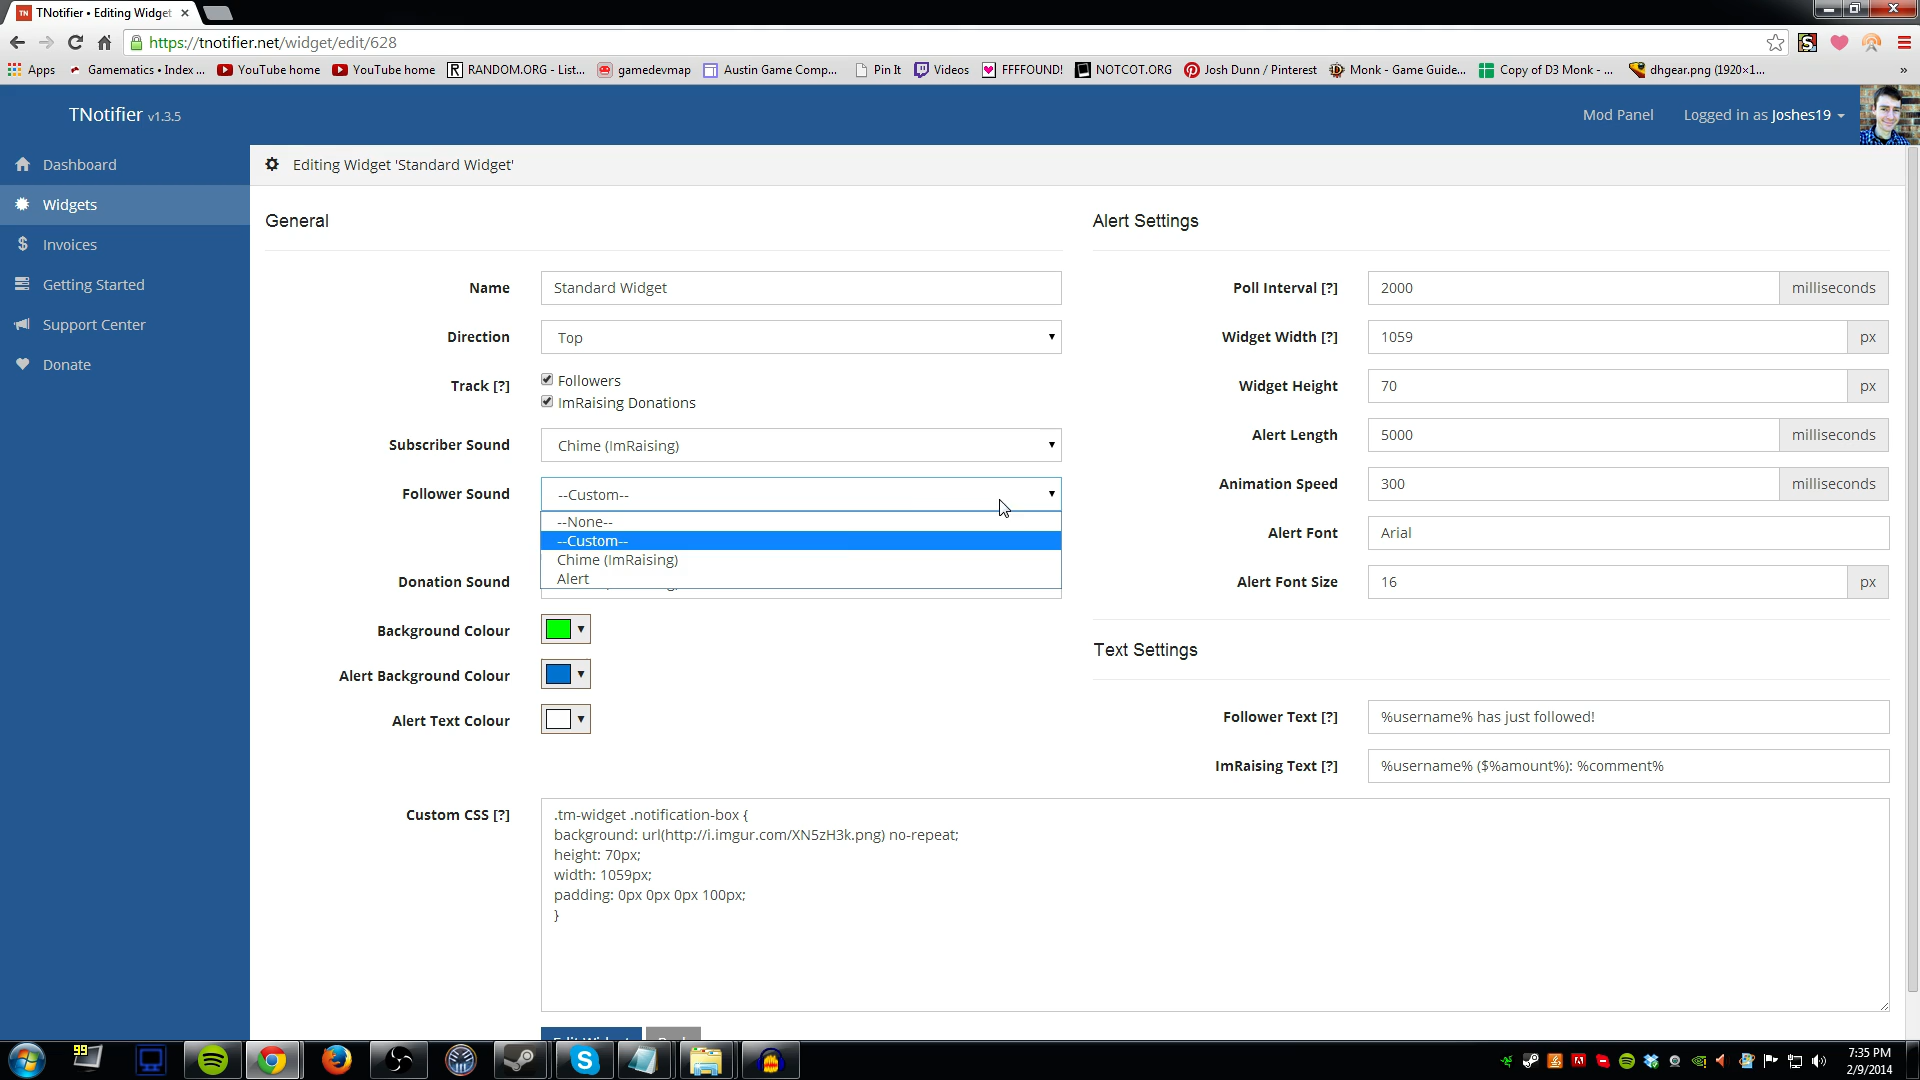 TN TNotifier • Editing Widget
https://tnotifier.net/widget/edit/628
Apps Gamematics • Index ... YouTube home YouTube home R RANDOM.ORG - List... gamedevmap Austin Game Comp... Pin It Videos FFFFOUND! NOTCOT.ORG Josh Dunn / Pinterest Monk - Game Guide... Copy of D3 Monk - ... dhgear.png (1920×1... »
TNotifier v1.3.5
Mod Panel Logged in as Joshes19
Dashboard
Widgets
Invoices
Getting Started
Support Center
Donate
Editing Widget 'Standard Widget'
General
Name Standard Widget
Direction Top
Track [?] Followers
ImRaising Donations
Subscriber Sound Chime (ImRaising)
Follower Sound --Custom--
--None--
--Custom--
Chime (ImRaising)
Alert
Donation Sound
Background Colour
Alert Background Colour
Alert Text Colour
Alert Settings
Poll Interval [?] 2000 milliseconds
Widget Width [?] 1059 px
Widget Height 70 px
Alert Length 5000 milliseconds
Animation Speed 300 milliseconds
Alert Font Arial
Alert Font Size 16 px
Text Settings
Follower Text [?] %username% has just followed!
ImRaising Text [?] %username% ($%amount%): %comment%
Custom CSS [?]
.tm-widget .notification-box {
background: url(http://i.imgur.com/XN5zH3k.png) no-repeat;
height: 70px;
width: 1059px;
padding: 0px 0px 0px 100px;
}
99
7:35 PM
2/9/2014